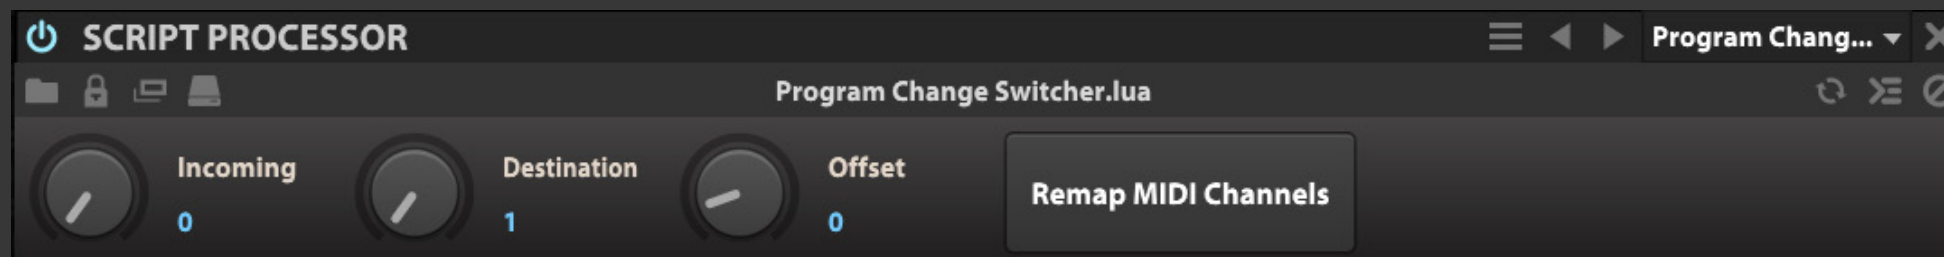 SCRIPT PROCESSOR
Program Chang...
Program Change Switcher.lua
Incoming
0
Destination
1
Offset
0
Remap MIDI Channels